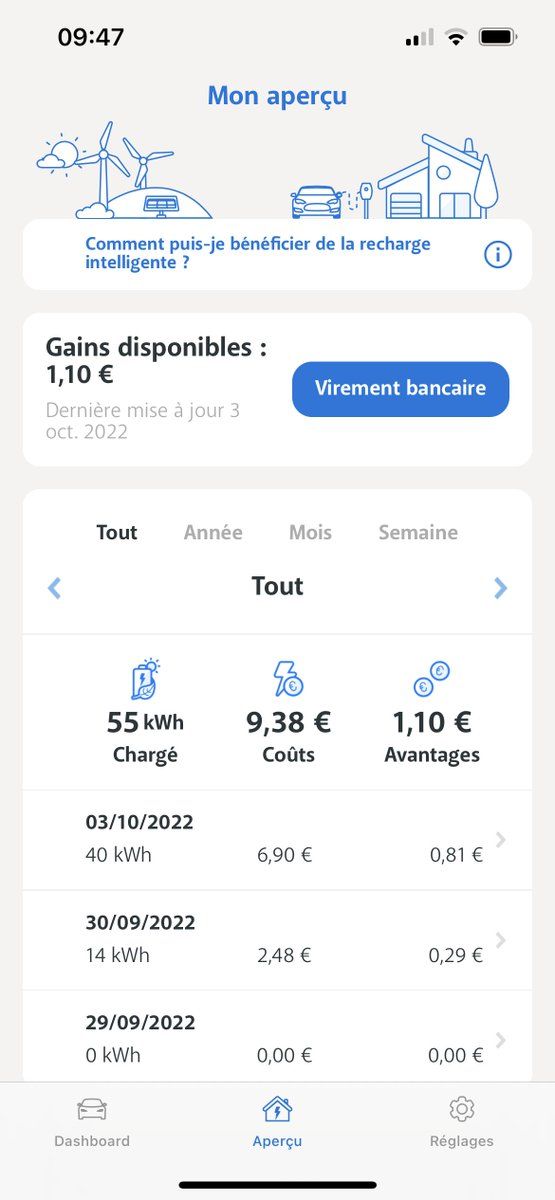 09:47
Mon aperçu
Comment puis-je bénéficier de la recharge
intelligente ?
Gains disponibles :
1,10 €
Virement bancaire
Dernière mise à jour 3
oct. 2022
Tout Année Mois Semaine
Tout
55 kWh 9,38 € 1,10 €
Chargé Coûts Avantages
03/10/2022
40 kWh 6,90 € 0,81 €
30/09/2022
14 kWh 2,48 € 0,29 €
29/09/2022
0 kWh 0,00 € 0,00 €
Dashboard Aperçu Réglages